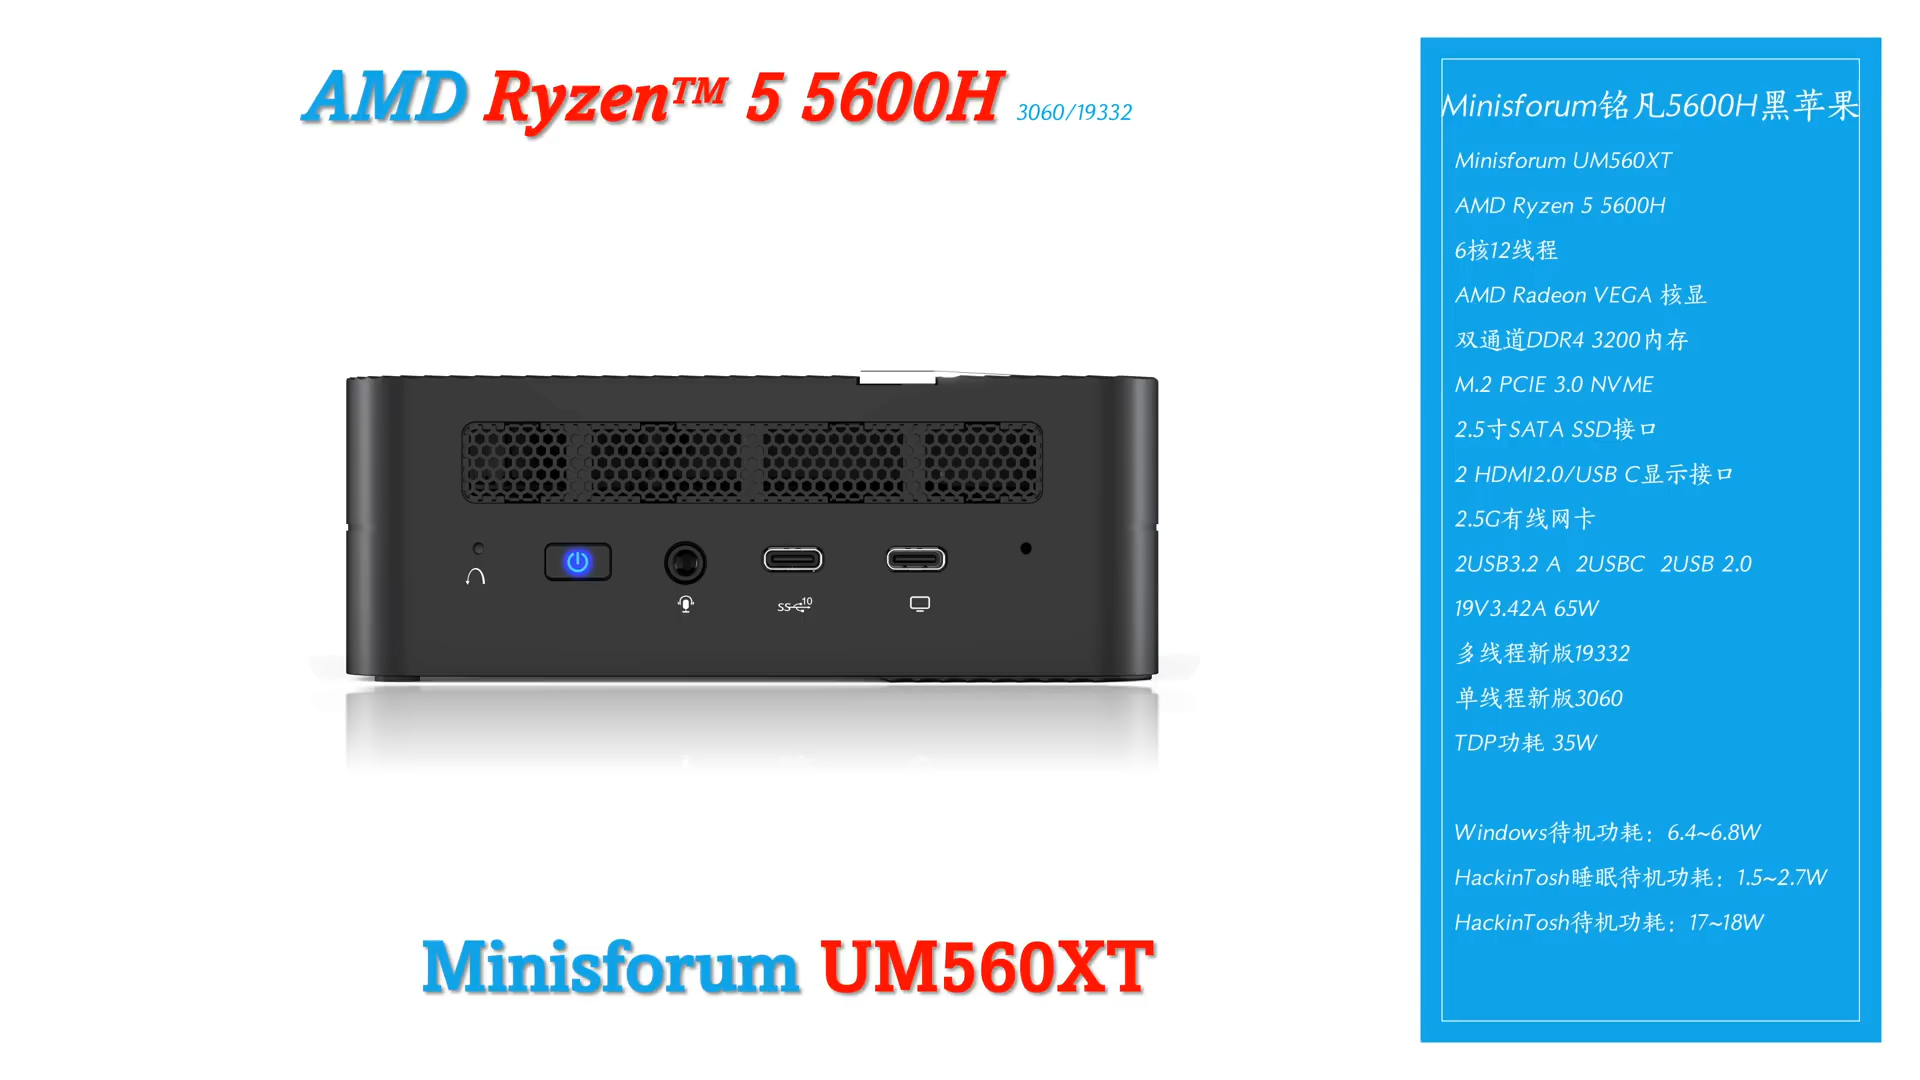 AMD Ryzen™ 5 5600H 3060/19332
SS 10
Minisforum UM560XT
Minisforum铭凡5600H黑苹果
Minisforum UM560XT
AMD Ryzen 5 5600H
6核12线程
AMD Radeon VEGA 核显
双通道DDR4 3200内存
M.2 PCIE 3.0 NVME
2.5寸SATA SSD接口
2 HDMI2.0/USB C显示接口
2.5G有线网卡
2USB3.2 A 2USBC 2USB 2.0
19V3.42A 65W
多线程新版19332
单线程新版3060
TDP功耗 35W
Windows待机功耗：6.4~6.8W
HackinTosh睡眠待机功耗：1.5~2.7W
HackinTosh待机功耗：17~18W